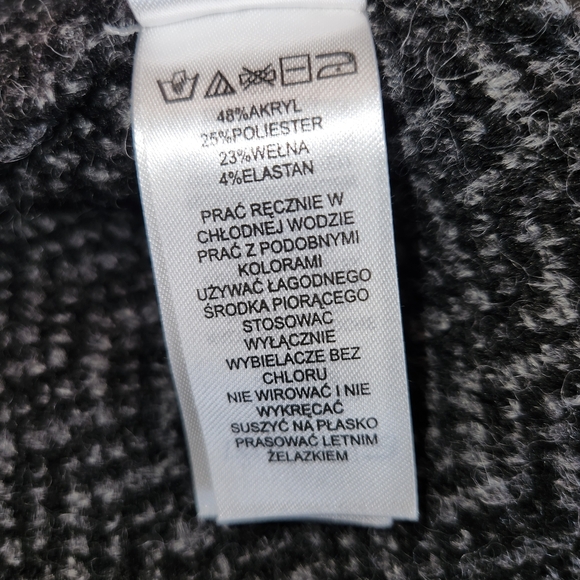 48%AKRYL
25%POLIESTER
23%WEŁNA
4%ELASTAN
PRAĆ RĘCZNIE W
CHŁODNEJ WODZIE
PRAĆ Z PODOBNYMI
KOLORAMI
UŻYWAĆ ŁAGODNEGO
ŚRODKA PIORĄCEGO
STOSOWAĆ
WYŁĄCZNIE
WYBIELACZE BEZ
CHLORU
NIE WIROWAĆ I NIE
WYKRĘCAĆ
SUSZYĆ NA PŁASKO
PRASOWAĆ LETNIM
ŻELAZKIEM